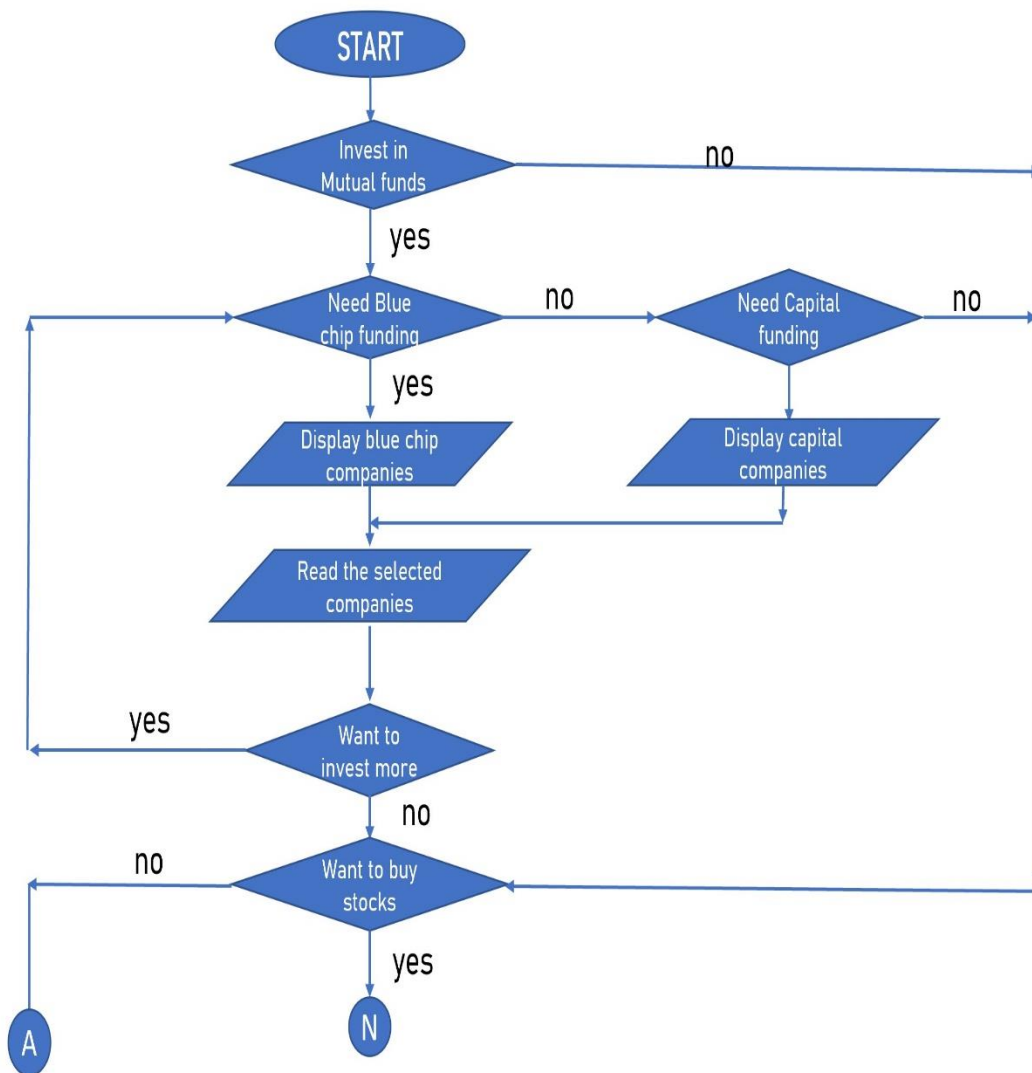 START
Invest in
Mutual funds
no
yes
Need Blue
chip funding
no
Need Capital
funding
no
yes
Display blue chip
companies
Display capital
companies
Read the selected
companies
yes
Want to
invest more
no
no
Want to buy
stocks
yes
A
N